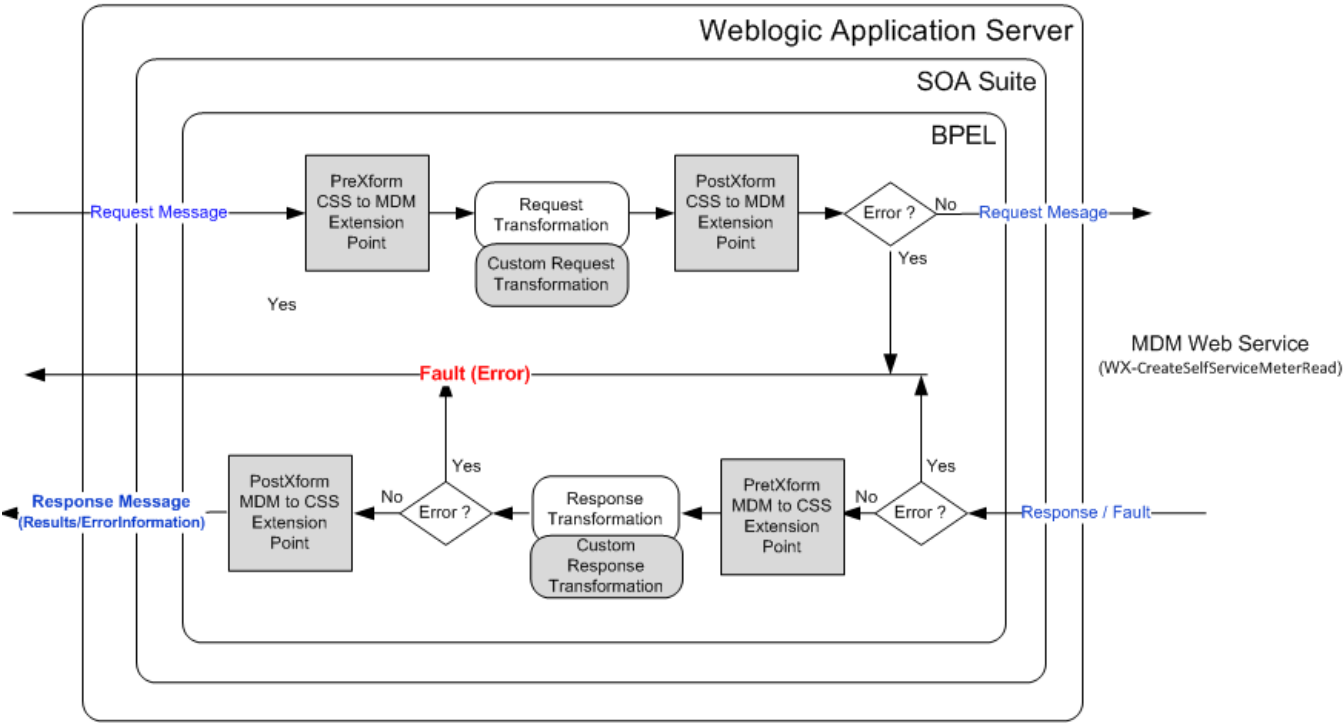 Weblogic Application Server
SOA Suite
BPEL
Request Message
PreXform
CSS to MDM
Extension
Point
Request
Transformation
Custom Request
Transformation
PostXform
CSS to MDM
Extension
Point
Error ?
No
Request Mesage
Yes
Yes
MDM Web Service
(WX-CreateSelfServiceMeterRead)
Fault (Error)
Response Message
(Results/ErrorInformation)
PostXform
MDM to CSS
Extension
Point
No
Yes
Error ?
Response
Transformation
Custom
Response
Transformation
PretXform
MDM to CSS
Extension
Point
No
Yes
Error ?
Response / Fault